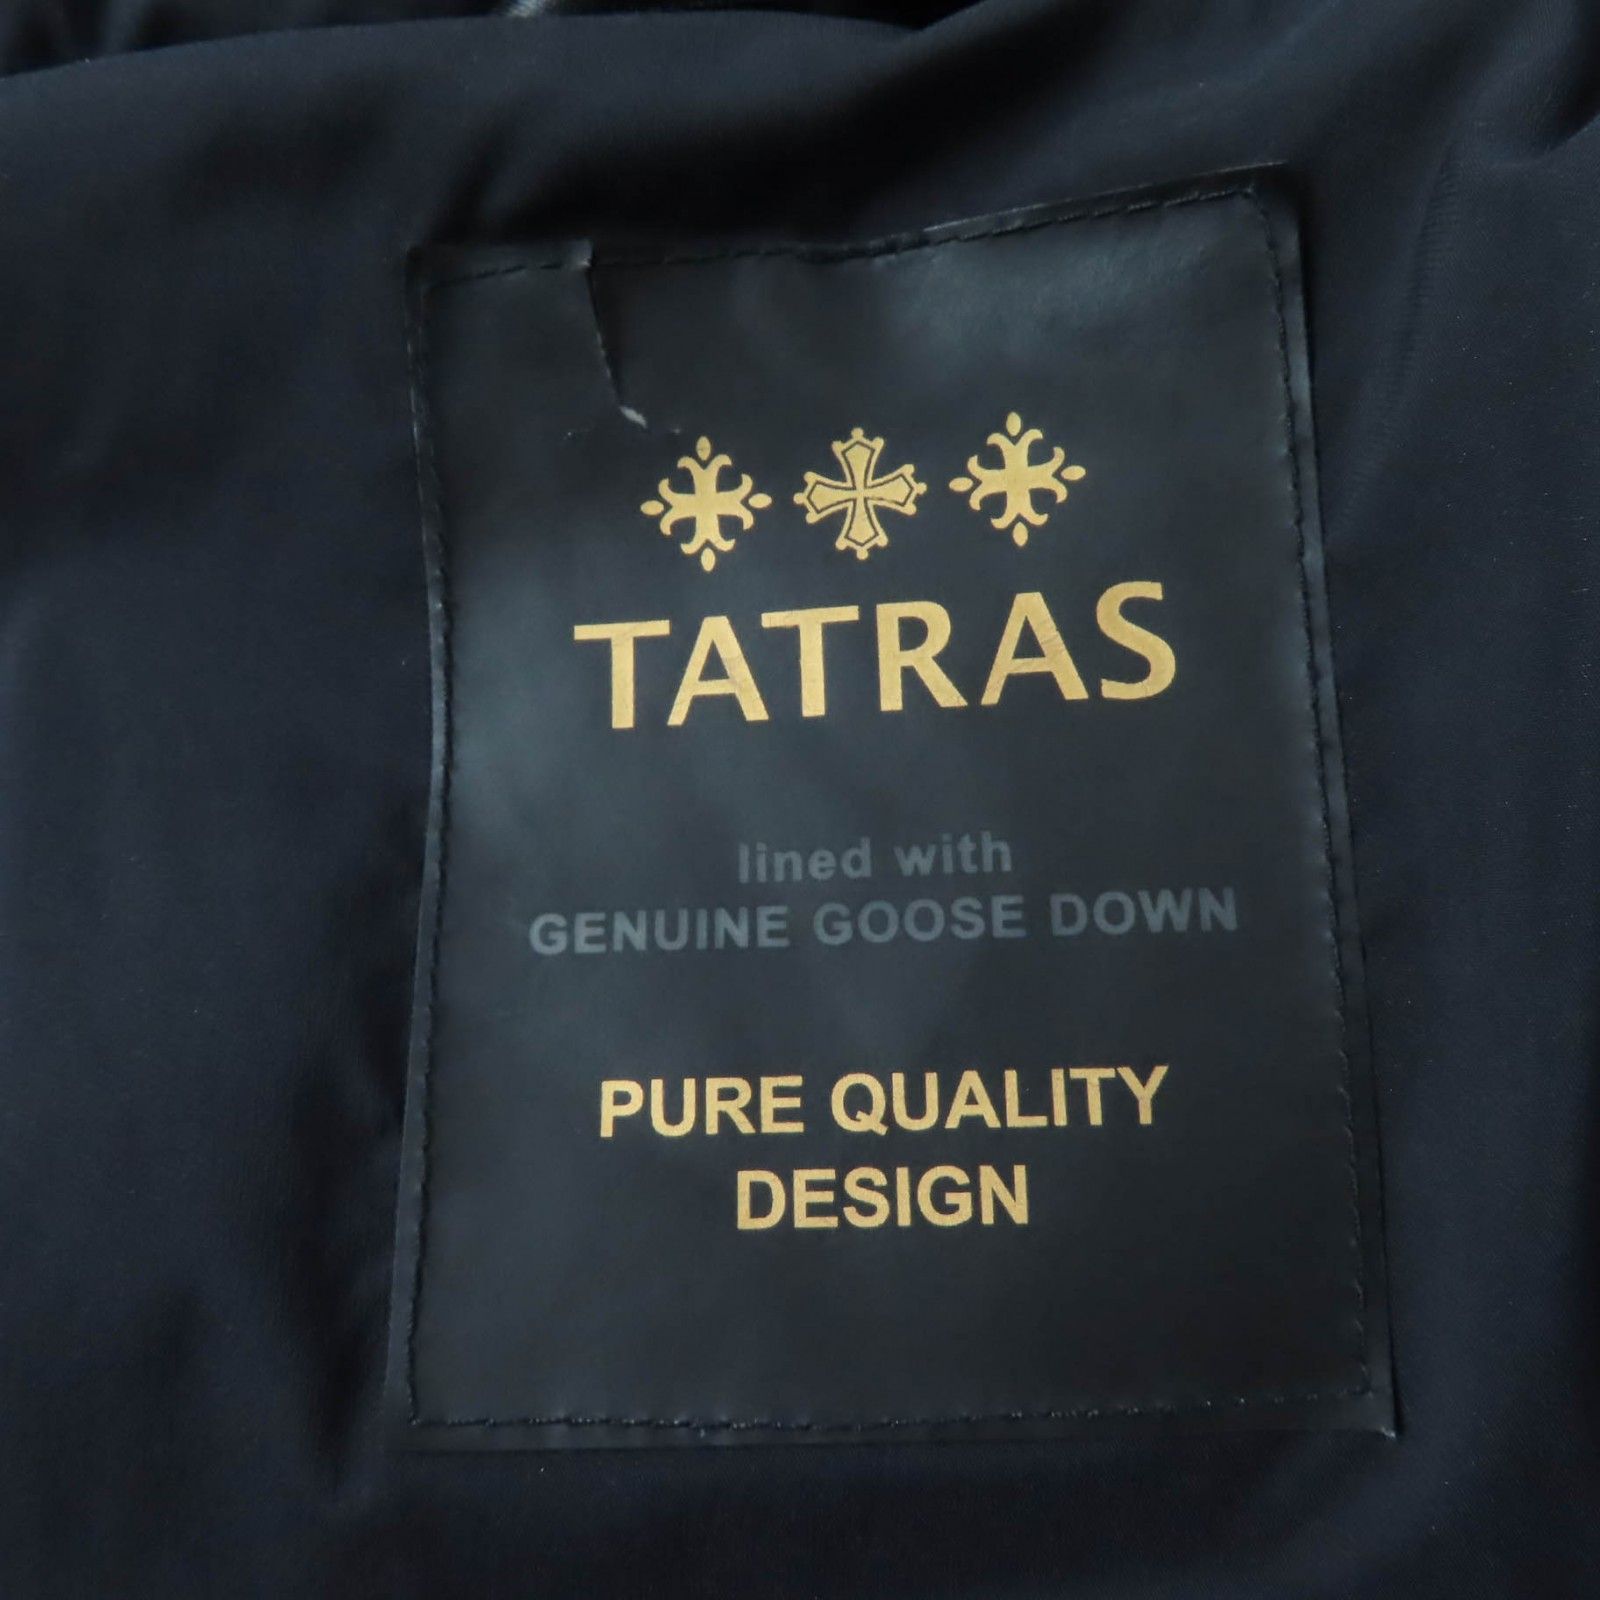 TATRAS
lined with
GENUINE GOOSE DOWN
PURE QUALITY
DESIGN